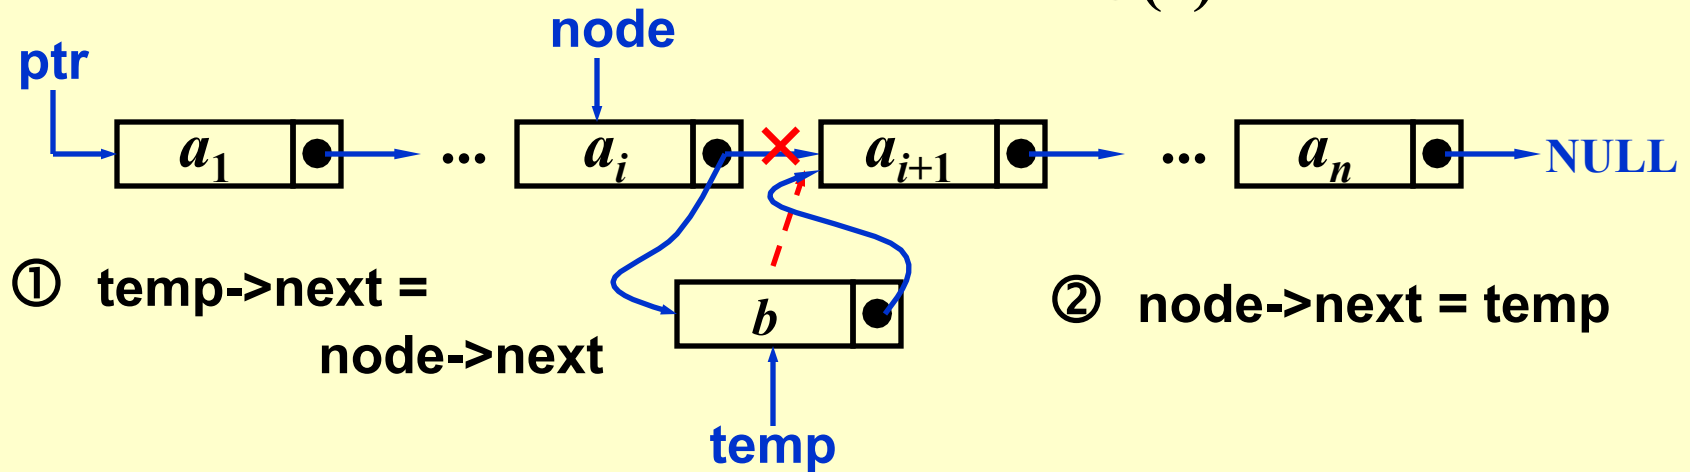 node
ptr
a1 ... ai ai+1 ... an NULL
① temp->next =
node->next
② node->next = temp
b
temp